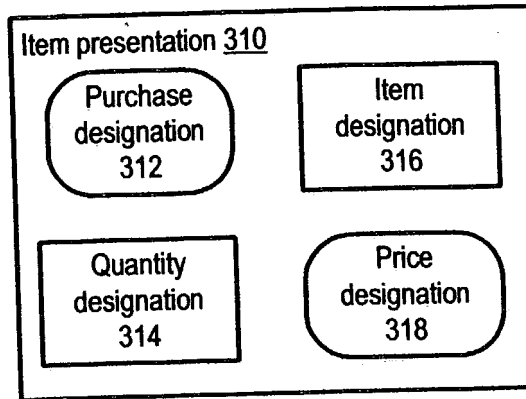 Item presentation 310
Purchase
designation
312
Item
designation
316
Quantity
designation
314
Price
designation
318